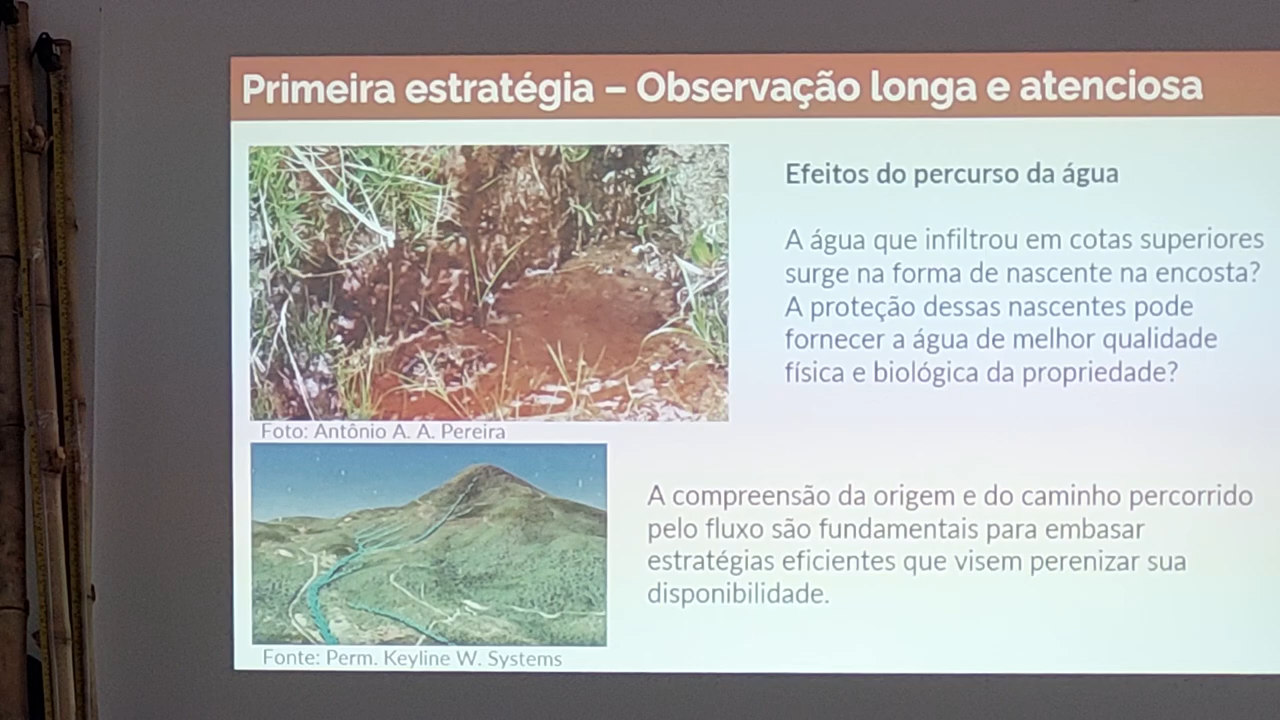 Primeira estratégia – Observação longa e atenciosa
Efeitos do percurso da água
A água que infiltrou em cotas superiores
surge na forma de nascente na encosta?
A proteção dessas nascentes pode
fornecer a água de melhor qualidade
física e biológica da propriedade?
Foto: Antônio A. A. Pereira
A compreensão da origem e do caminho percorrido
pelo fluxo são fundamentais para embasar
estratégias eficientes que visem perenizar sua
disponibilidade.
Fonte: Perm. Keyline W. Systems